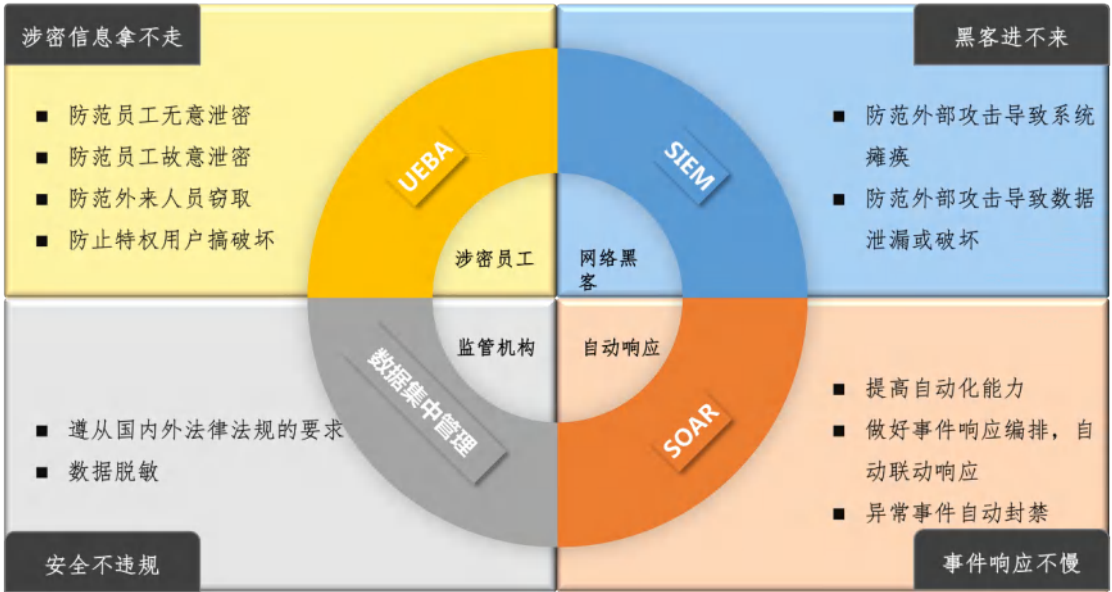 涉密信息拿不走
■ 防范员工无意泄密
■ 防范员工故意泄密
■ 防范外来人员窃取
■ 防止特权用户搞破坏
UEBA
涉密员工
黑客进不来
■ 防范外部攻击导致系统
瘫痪
■ 防范外部攻击导致数据
泄漏或破坏
SIEM
网络黑
客
监管机构
数据集中管理
■ 遵从国内外法律法规的要求
■ 数据脱敏
安全不违规
自动响应
SOAR
■ 提高自动化能力
■ 做好事件响应编排，自
动联动响应
■ 异常事件自动封禁
事件响应不慢